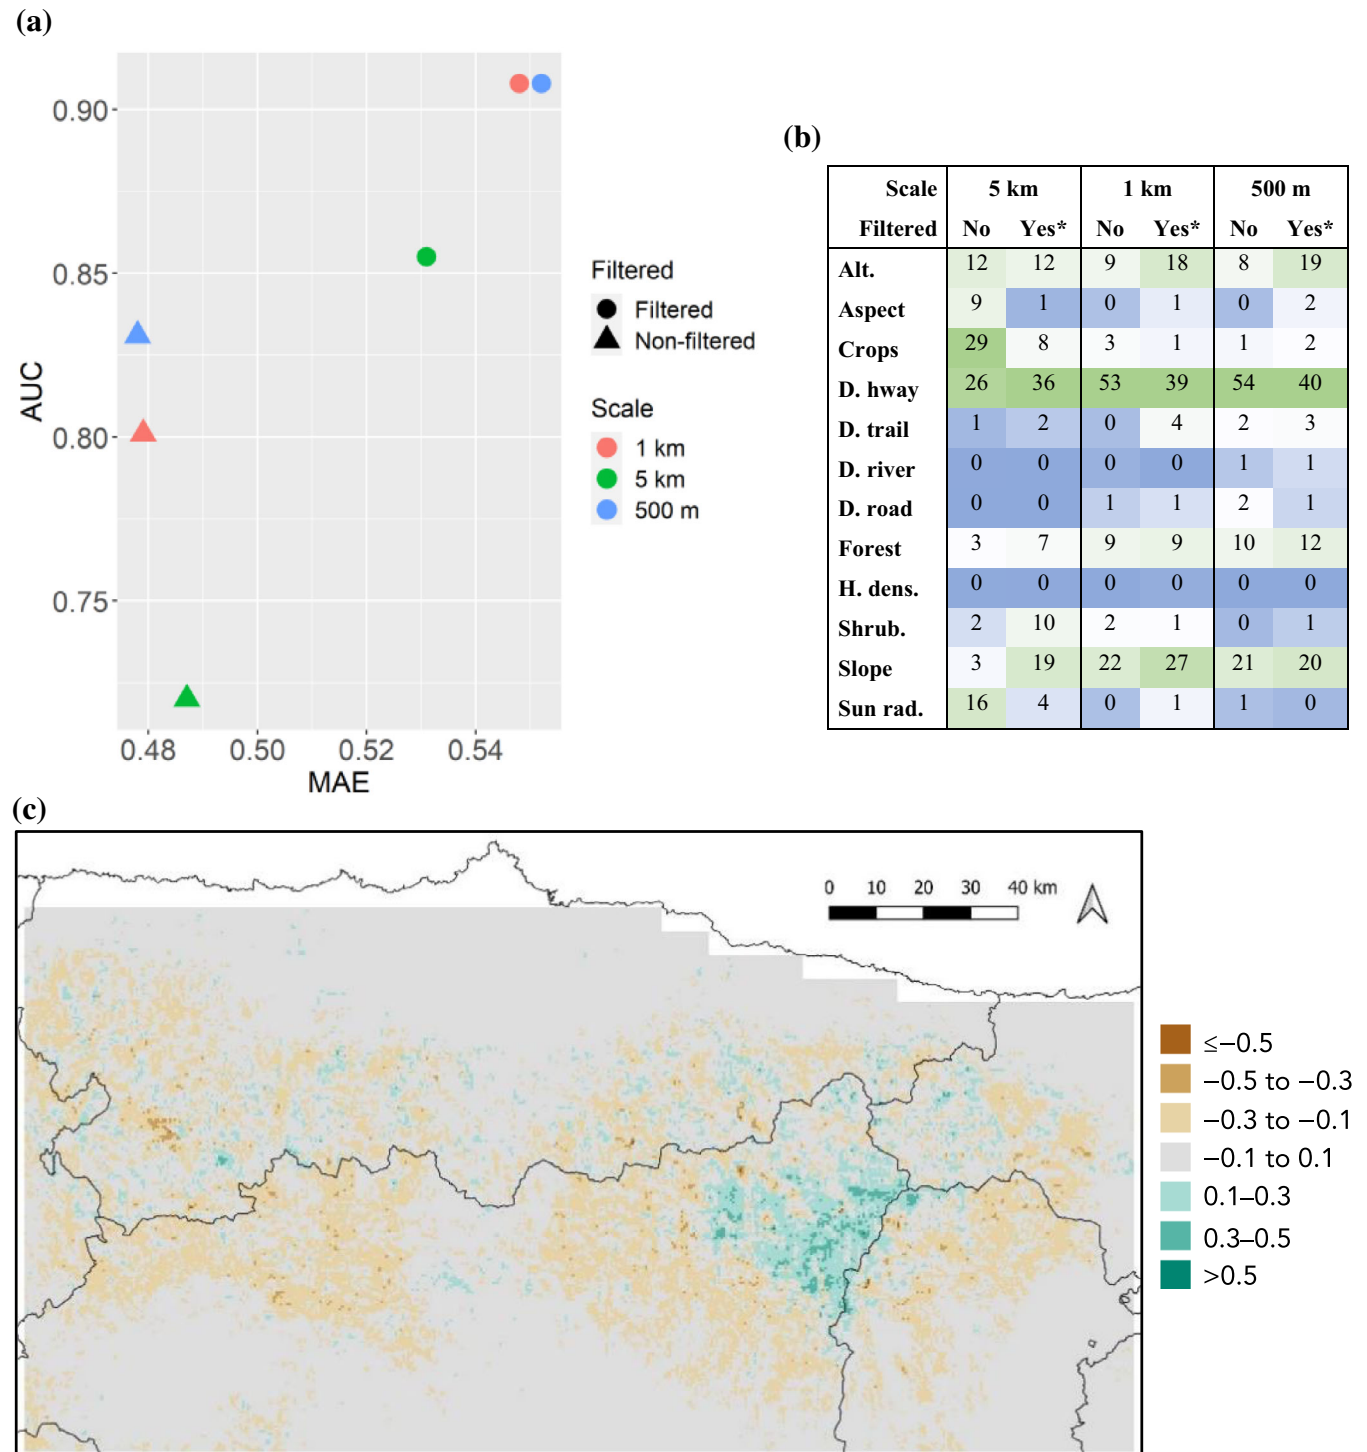 (a)
0.90
0.85
0.80
0.75
AUC
0.48 0.50 0.52 0.54
MAE
Filtered
Filtered
Non-filtered
Scale
1 km
5 km
500 m
(b)
Scale 5 km 1 km 500 m
Filtered No Yes* No Yes* No Yes*
Alt. 12 12 9 18 8 19
Aspect 9 1 0 1 0 2
Crops 29 8 3 1 1 2
D. hway 26 36 53 39 54 40
D. trail 1 2 0 4 2 3
D. river 0 0 0 0 1 1
D. road 0 0 1 1 2 1
Forest 3 7 9 9 10 12
H. dens. 0 0 0 0 0 0
Shrub. 2 10 2 1 0 1
Slope 3 19 22 27 21 20
Sun rad. 16 4 0 1 1 0
(c)
0 10 20 30 40 km
≤−0.5
−0.5 to −0.3
−0.3 to −0.1
−0.1 to 0.1
0.1–0.3
0.3–0.5
>0.5